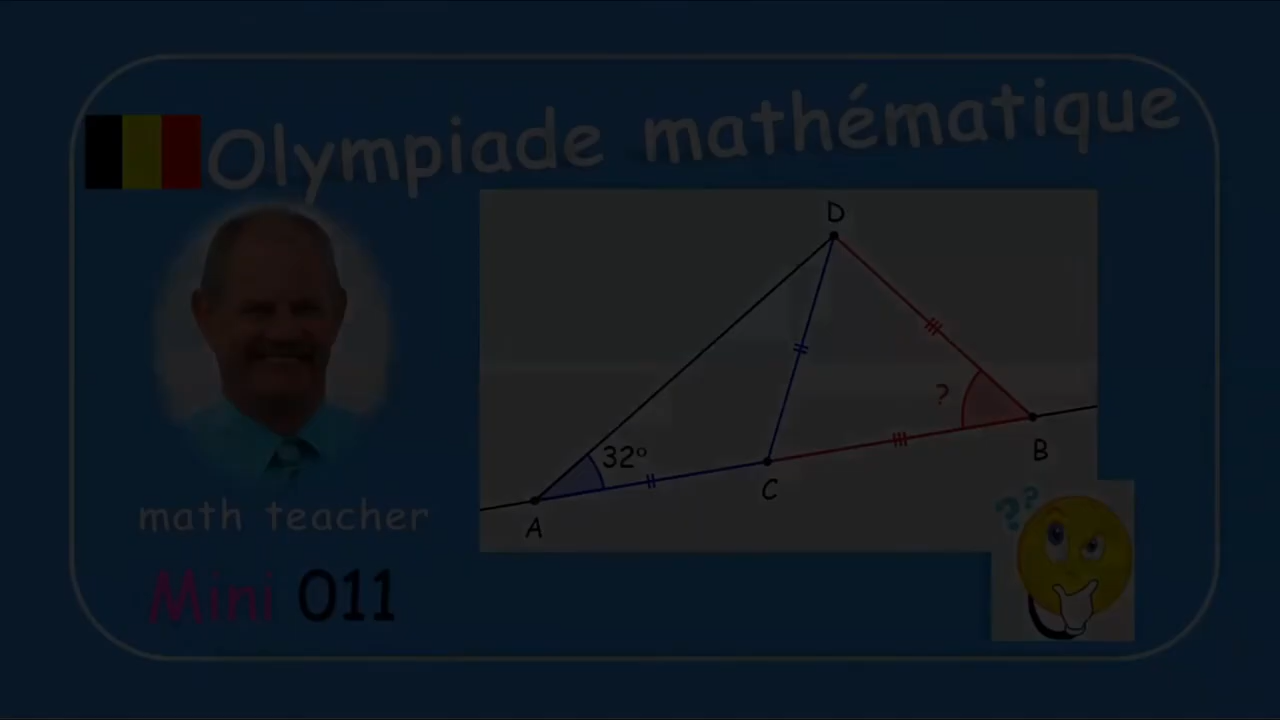 Olympiade mathématique
D
?
32°
B
C
A
math teacher
??
Mini 011